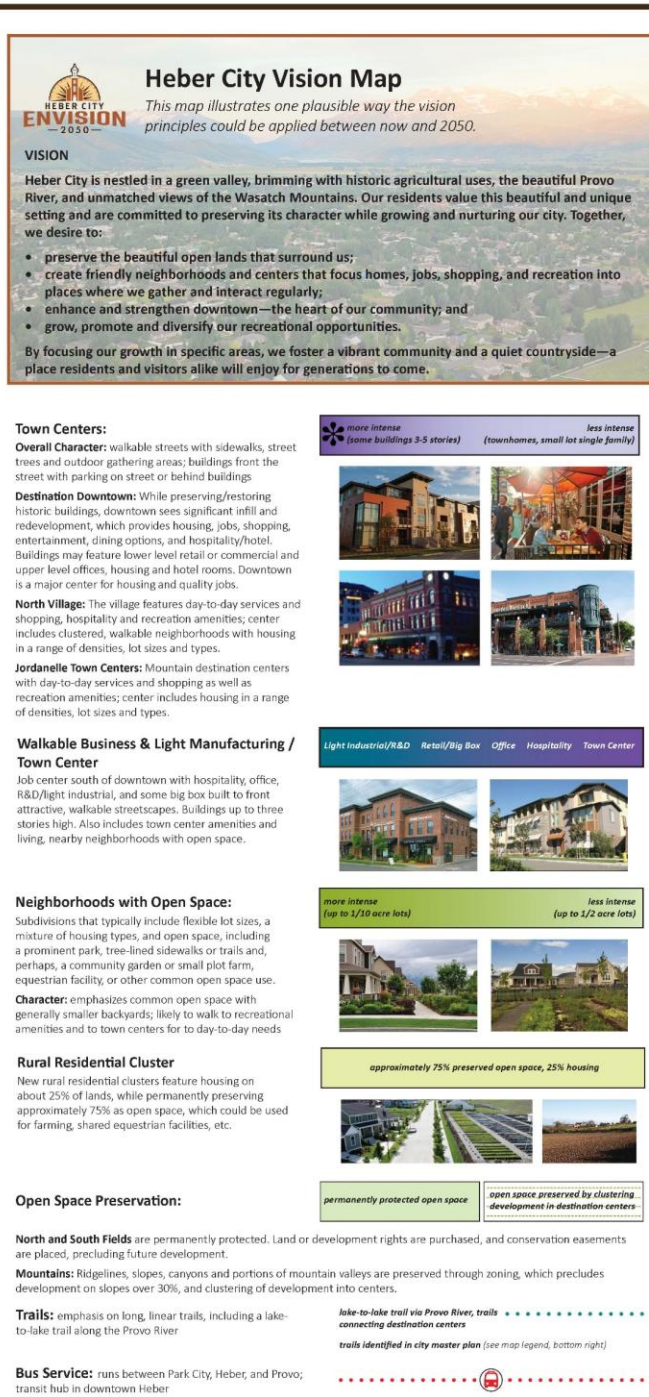 HEBER CITY
ENVISION
2050
Heber City Vision Map
This map illustrates one plausible way the vision
principles could be applied between now and 2050.
VISION
Heber City is nestled in a green valley, brimming with historic agricultural uses, the beautiful Provo
River, and unmatched views of the Wasatch Mountains. Our residents value this beautiful and unique
setting and are committed to preserving its character while growing and nurturing our city. Together,
we desire to:
• preserve the beautiful open lands that surround us;
• create friendly neighborhoods and centers that focus homes, jobs, shopping, and recreation into
places where we gather and interact regularly;
• enhance and strengthen downtown—the heart of our community; and
• grow, promote and diversify our recreational opportunities.
By focusing our growth in specific areas, we foster a vibrant community and a quiet countryside—a
place residents and visitors alike will enjoy for generations to come.
Town Centers:
Overall Character: walkable streets with sidewalks, street
trees and outdoor gathering areas; buildings front the
street with parking on street or behind buildings
Destination Downtown: While preserving/restoring
historic buildings, downtown sees significant infill and
redevelopment, which provides housing, jobs, shopping,
entertainment, dining options, and hospitality/hotel.
Buildings may feature lower level retail or commercial and
upper level offices, housing and hotel rooms. Downtown
is a major center for housing and quality jobs.
North Village: The village features day-to-day services and
shopping, hospitality and recreation amenities; center
includes clustered, walkable neighborhoods with housing
in a range of densities, lot sizes and types.
Jordanelle Town Centers: Mountain destination centers
with day-to-day services and shopping as well as
recreation amenities; center includes housing in a range
of densities, lot sizes and types.
more intense
(some buildings 3-5 stories)
less intense
(townhomes, small lot single family)
Walkable Business & Light Manufacturing /
Town Center
Job center south of downtown with hospitality, office,
R&D/light industrial, and some big box built to front
attractive, walkable streetscapes. Buildings up to three
stories high. Also includes town center amenities and
living, nearby neighborhoods with open space.
Light Industrial/R&D Retail/Big Box Office Hospitality Town Center
Neighborhoods with Open Space:
Subdivisions that typically include flexible lot sizes, a
mixture of housing types, and open space, including
a prominent park, tree-lined sidewalks or trails and,
perhaps, a community garden or small plot farm,
equestrian facility, or other common open space use.
Character: emphasizes common open space with
generally smaller backyards; likely to walk to recreational
amenities and to town centers for to day-to-day needs
more intense
(up to 1/10 acre lots)
less intense
(up to 1/2 acre lots)
Rural Residential Cluster
New rural residential clusters feature housing on
about 25% of lands, while permanently preserving
approximately 75% as open space, which could be used
for farming, shared equestrian facilities, etc.
approximately 75% preserved open space, 25% housing
Open Space Preservation:
permanently protected open space
open space preserved by clustering
development in destination centers
North and South Fields are permanently protected. Land or development rights are purchased, and conservation easements
are placed, precluding future development.
Mountains: Ridgelines, slopes, canyons and portions of mountain valleys are preserved through zoning, which precludes
development on slopes over 30%, and clustering of development into centers.
Trails: emphasis on long, linear trails, including a lake-
to-lake trail along the Provo River
lake-to-lake trail via Provo River, trails
connecting destination centers
trails identified in city master plan (see map legend, bottom right)
Bus Service: runs between Park City, Heber, and Provo;
transit hub in downtown Heber